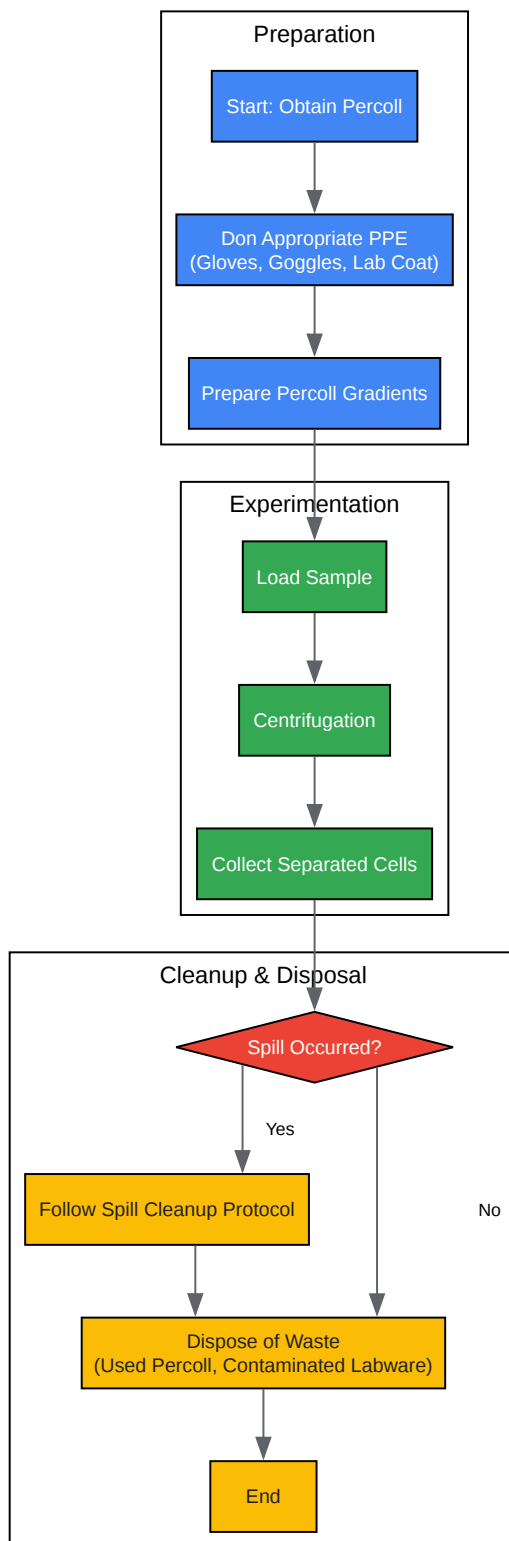 Preparation
Start: Obtain Percoll
Don Appropriate PPE
(Gloves, Goggles, Lab Coat)
Prepare Percoll Gradients
Experimentation
Load Sample
Centrifugation
Collect Separated Cells
Cleanup & Disposal
Spill Occurred?
Yes
Follow Spill Cleanup Protocol
No
Dispose of Waste
(Used Percoll, Contaminated Labware)
End